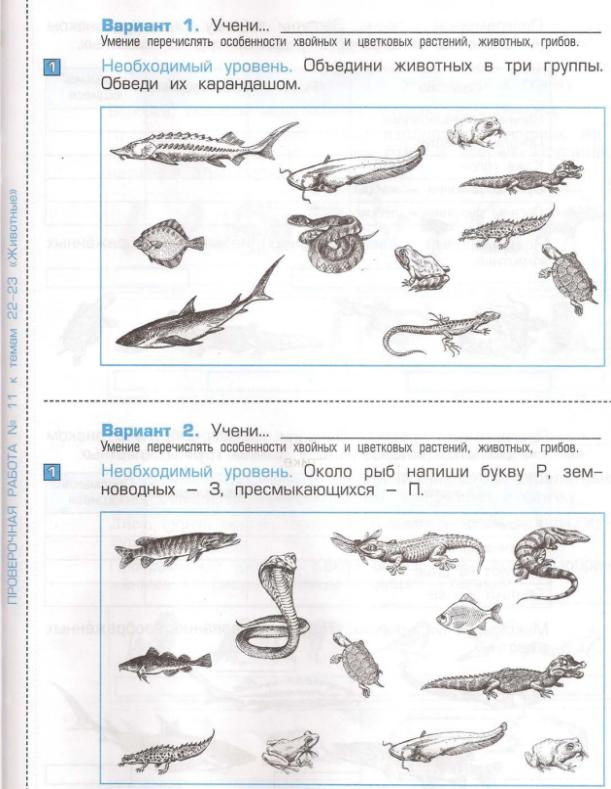 Вариант 1. Учени...
Умение перечислять особенности хвойных и цветковых растений, животных, грибов.
1 Необходимый уровень. Объедини животных в три группы.
Обведи их карандашом.
ПРОВЕРОЧНАЯ РАБОТА № 11 к темам 22–23 «Животные»
Вариант 2. Учени...
Умение перечислять особенности хвойных и цветковых растений, животных, грибов.
1 Необходимый уровень. Около рыб напиши букву Р, зем–
новодных – З, пресмыкающихся – П.